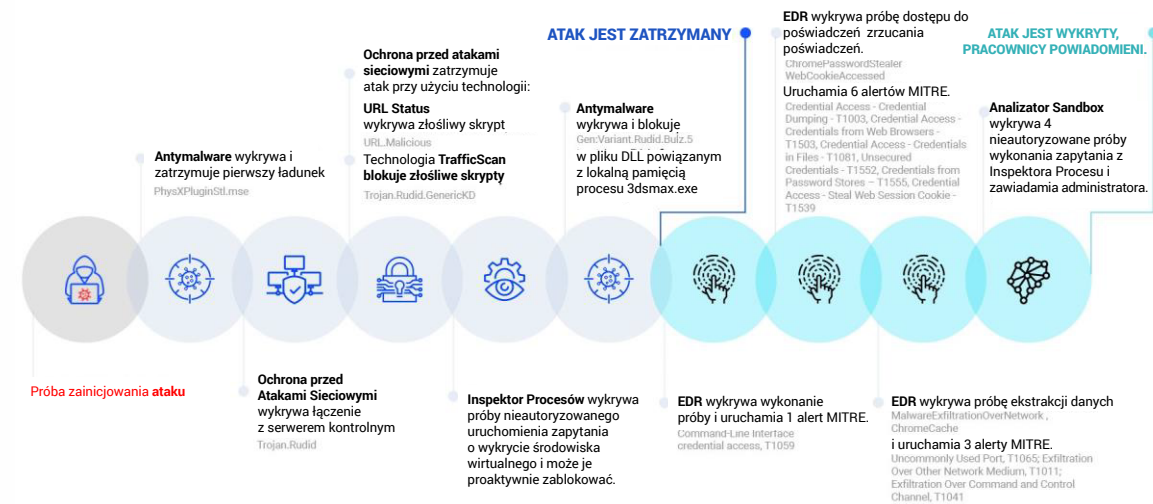 Próba zainicjowania ataku
Antymalware wykrywa i
zatrzymuje pierwszy ładunek
PhysXPluginStl.mse
Ochrona przed
Atakami Sieciowymi
wykrywa łączenie
z serwerem kontrolnym
Trojan.Rudid
Ochrona przed atakami
sieciowymi zatrzymuje
atak przy użyciu technologii:
URL Status
wykrywa złośliwy skrypt
URL.Malicious
Technologia TrafficScan
blokuje złośliwe skrypty
Trojan.Rudid.GenericKD
Inspektor Procesów wykrywa
próby nieautoryzowanego
uruchomienia zapytania
o wykrycie środowiska
wirtualnego i może je
proaktywnie zablokować.
Antymalware
wykrywa i blokuje
Gen:Variant.Rudid.Bulz.5
w pliku DLL powiązanym
z lokalną pamięcią
procesu 3dsmax.exe
ATAK JEST ZATRZYMANY
EDR wykrywa wykonanie
próby i uruchamia 1 alert MITRE.
Command-Line Interface
credential access, T1059
EDR wykrywa próbę dostępu do
poświadczeń zrzucania
poświadczeń.
ChromePasswordStealer
WebCookieAccessed
Uruchamia 6 alertów MITRE.
Credential Access - Credential
Dumping - T1003, Credential Access -
Credentials from Web Browsers -
T1503, Credential Access - Credentials
in Files - T1081, Unsecured
Credentials - T1552, Credentials from
Password Stores – T1555, Credential
Access - Steal Web Session Cookie -
T1539
EDR wykrywa próbę ekstrakcji danych
MalwareExfiltrationOverNetwork ,
ChromeCache
i uruchamia 3 alerty MITRE.
Uncommonly Used Port, T1065; Exfiltration
Over Other Network Medium, T1011;
Exfiltration Over Command and Control
Channel, T1041
Analizator Sandbox
wykrywa 4
nieautoryzowane próby
wykonania zapytania z
Inspektora Procesu i
zawiadamia administratora.
ATAK JEST WYKRYTY,
PRACOWNICY POWIADOMIENI.